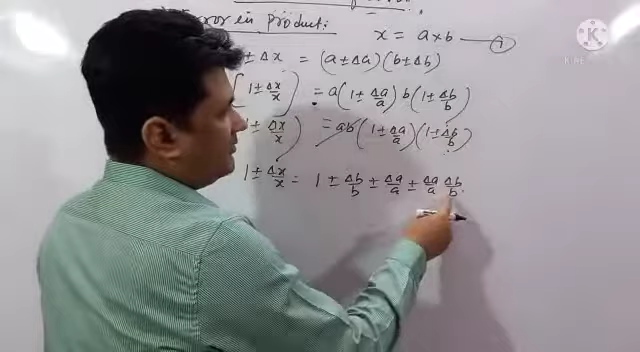 in product:
x = a × b — ①
± Δx = (a ± Δa) (b ± Δb)
[1 ± Δx/x) = a (1 ± Δa/a) b (1 ± Δb/b)
± Δx/x) = ab (1 ± Δa/a) (1 ± Δb/b)
1 ± Δx/x = 1 ± Δb/b ± Δa/a ± Δa/a Δb/b.